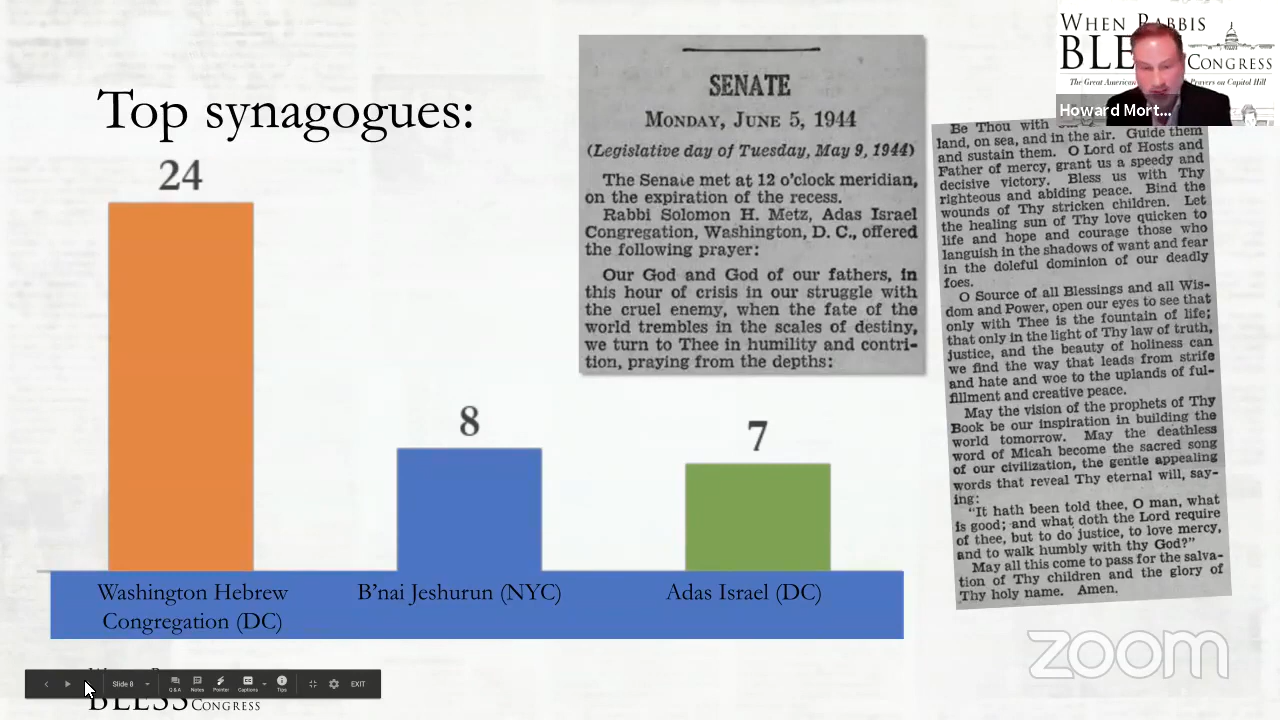 Top synagogues:
24
8
7
Washington Hebrew
Congregation (DC)
B'nai Jeshurun (NYC)
Adas Israel (DC)
SENATE
MONDAY, JUNE 5, 1944
(Legislative day of Tuesday, May 9, 1944)
The Senate met at 12 o'clock meridian,
on the expiration of the recess.
Rabbi Solomon H. Metz, Adas Israel
Congregation, Washington, D. C., offered
the following prayer:
Our God and God of our fathers, in
this hour of crisis in our struggle with
the cruel enemy, when the fate of the
world trembles in the scales of destiny,
we turn to Thee in humility and contri-
tion, praying from the depths:
WHEN RABBIS
CONGRESS
The Great American
Prayers on Capitol Hill
Howard Mort...
Be Thou with
land, on sea, and in the air. Guide them
and sustain them. O Lord of Hosts and
Father of mercy, grant us a speedy and
decisive victory. Bless us with Thy
righteous and abiding peace. Bind the
wounds of Thy stricken children. Let
the healing sun of Thy love quicken to
life and hope and courage those who
languish in the shadows of want and fear
in the doleful dominion of our deadly
foes.
O Source of all Blessings and all Wis-
dom and Power, open our eyes to see that
only with Thee is the fountain of life;
that only in the light of Thy law of truth,
justice, and the beauty of holiness can
we find the way that leads from strife
and hate and woe to the uplands of ful-
fillment and creative peace.
May the vision of the prophets of Thy
Book be our inspiration in building the
world tomorrow. May the deathless
word of Micah become the sacred song
of our civilization, the gentle appealing
words that reveal Thy eternal will, say-
ing:
"It hath been told thee, O man, what
is good; and what doth the Lord require
of thee, but to do justice, to love mercy,
and to walk humbly with thy God?"
May all this come to pass for the salva-
tion of Thy children and the glory of
Thy holy name. Amen.
zoom
Slide 8
Q & A
Notes
Pointer
Captions
Tips
EXIT
BLESS CONGRESS